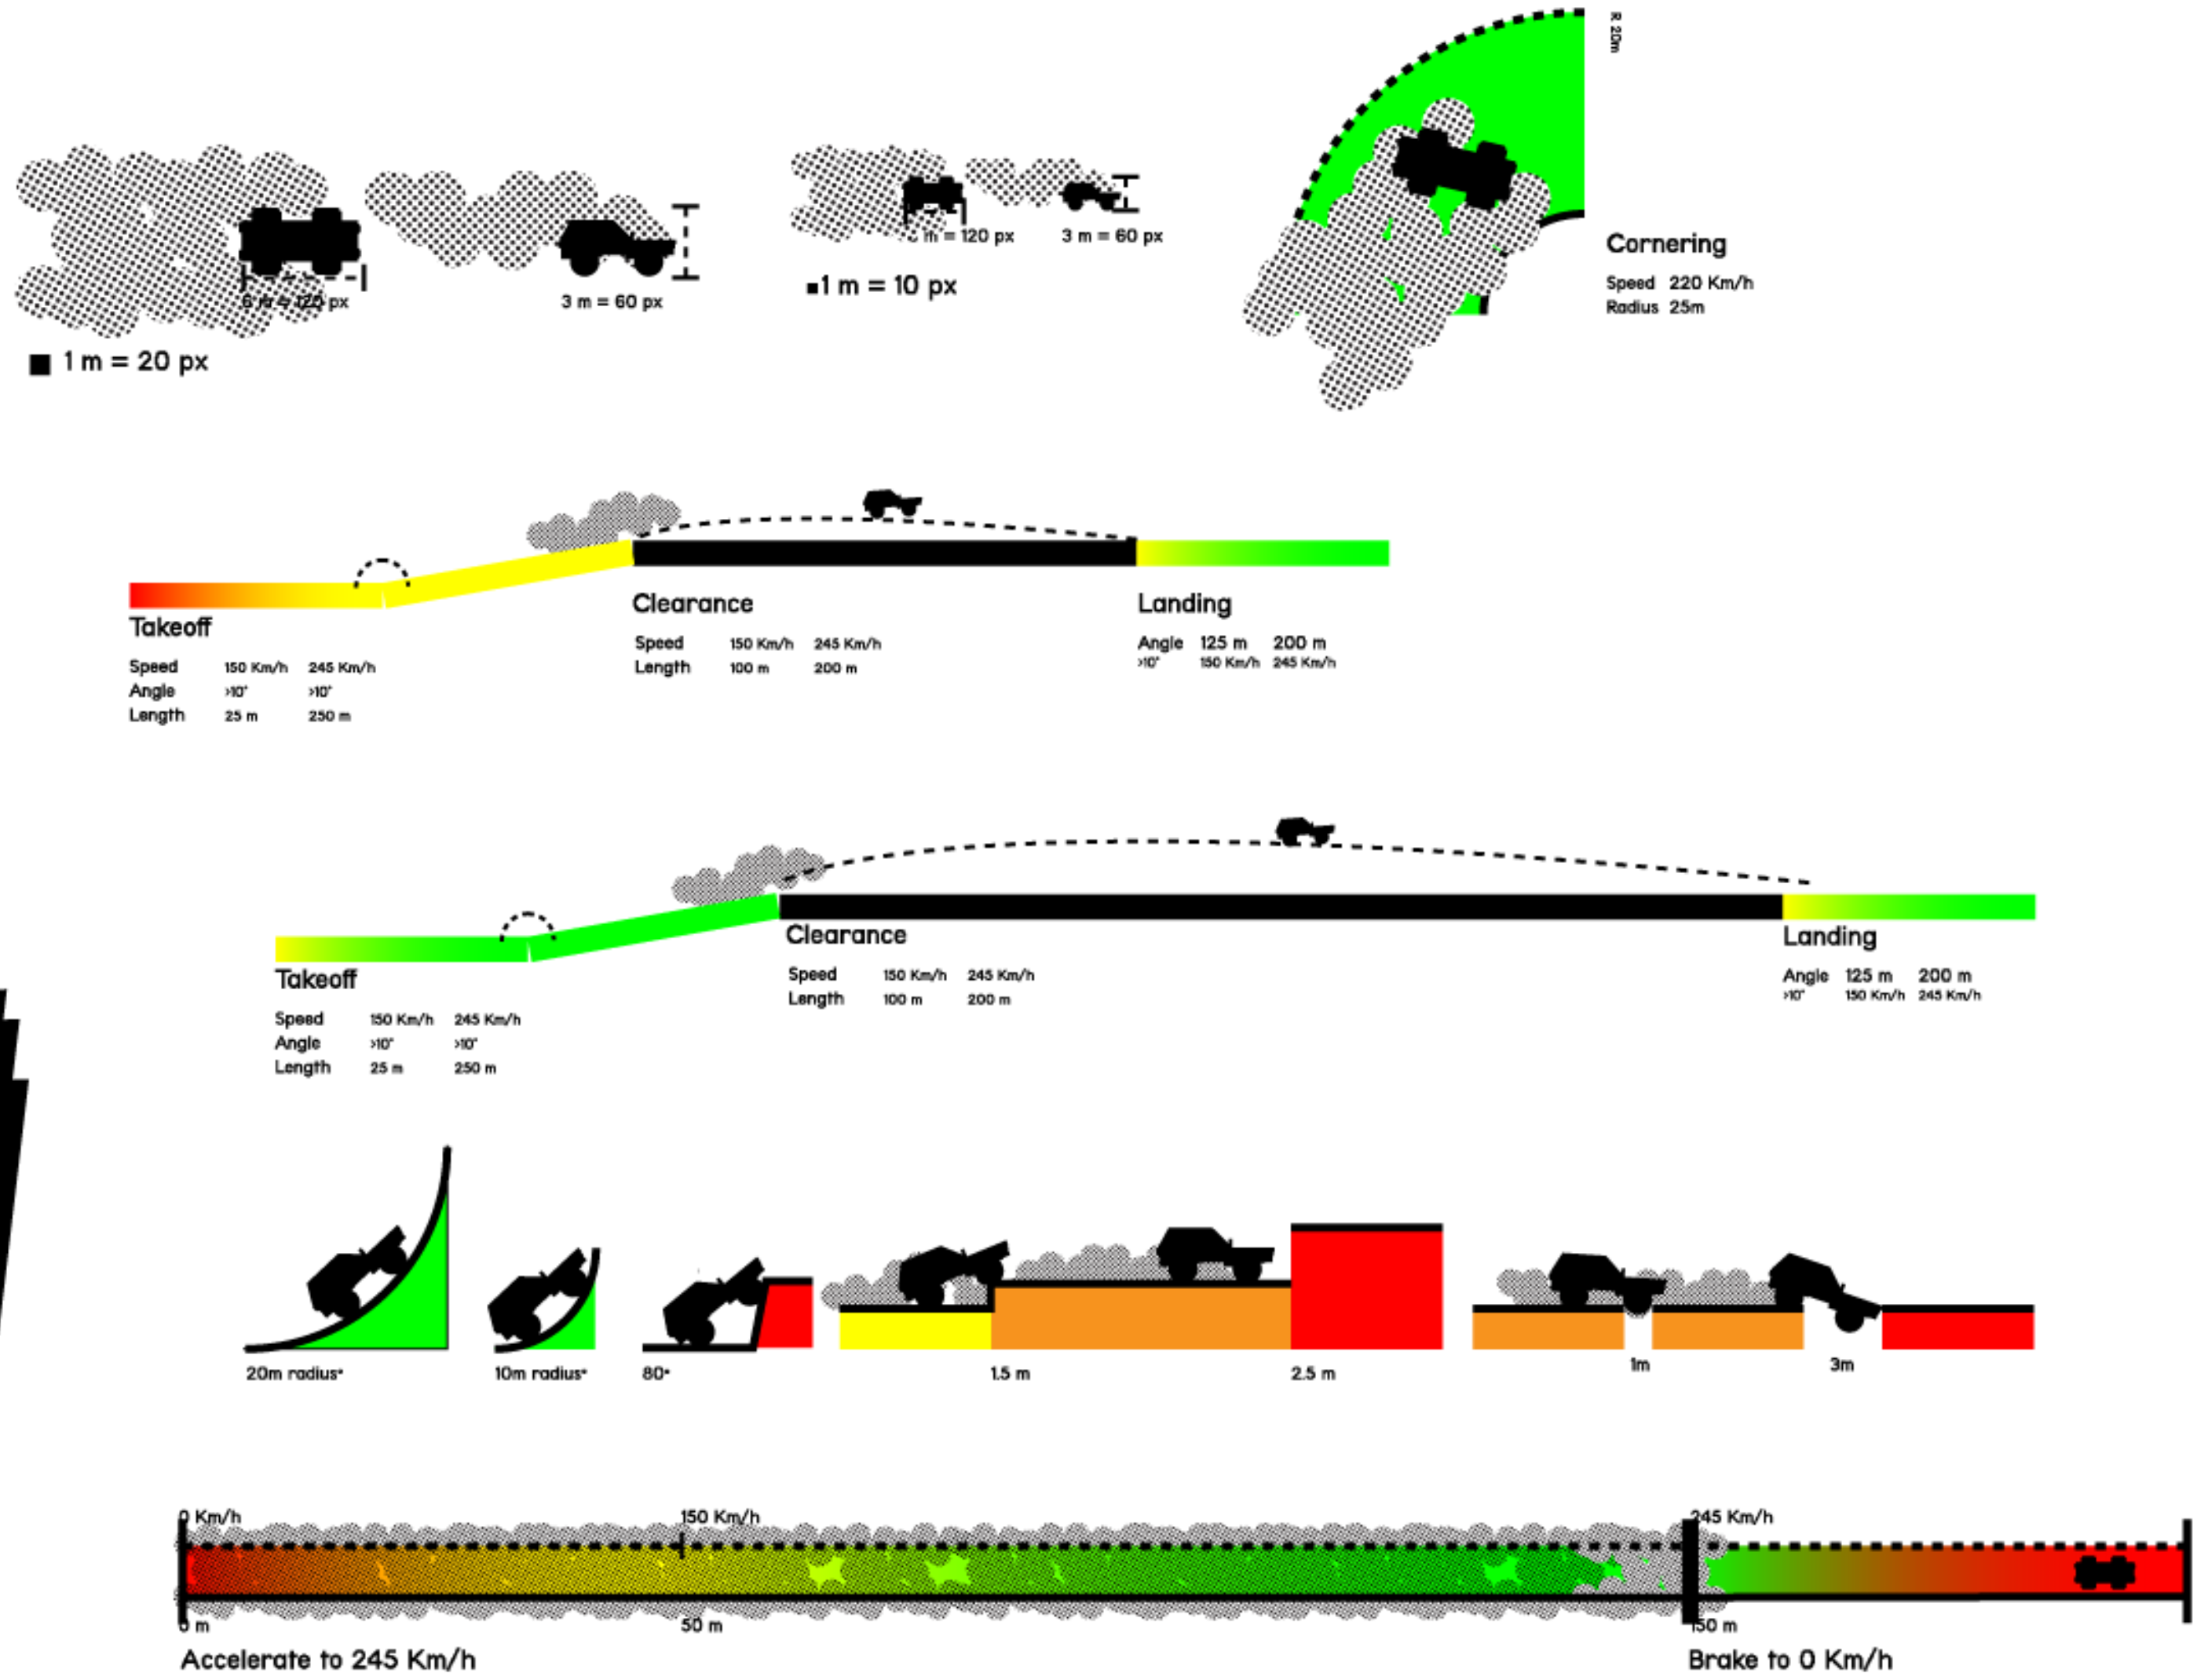 R 20m
6 m = 120 px
3 m = 60 px
1 m = 20 px
m = 120 px
3 m = 60 px
1 m = 10 px
Cornering
Speed 220 Km/h
Radius 25m
Takeoff
Speed 150 Km/h 245 Km/h
Angle >10° >10°
Length 25 m 250 m
Clearance
Speed 150 Km/h 245 Km/h
Length 100 m 200 m
Landing
Angle 125 m 200 m
>10° 150 Km/h 245 Km/h
Takeoff
Speed 150 Km/h 245 Km/h
Angle >10° >10°
Length 25 m 250 m
Clearance
Speed 150 Km/h 245 Km/h
Length 100 m 200 m
Landing
Angle 125 m 200 m
>10° 150 Km/h 245 Km/h
20m radius°
10m radius°
80°
1.5 m
2.5 m
1m
3m
0 Km/h
150 Km/h
245 Km/h
0 m
50 m
150 m
Accelerate to 245 Km/h
Brake to 0 Km/h